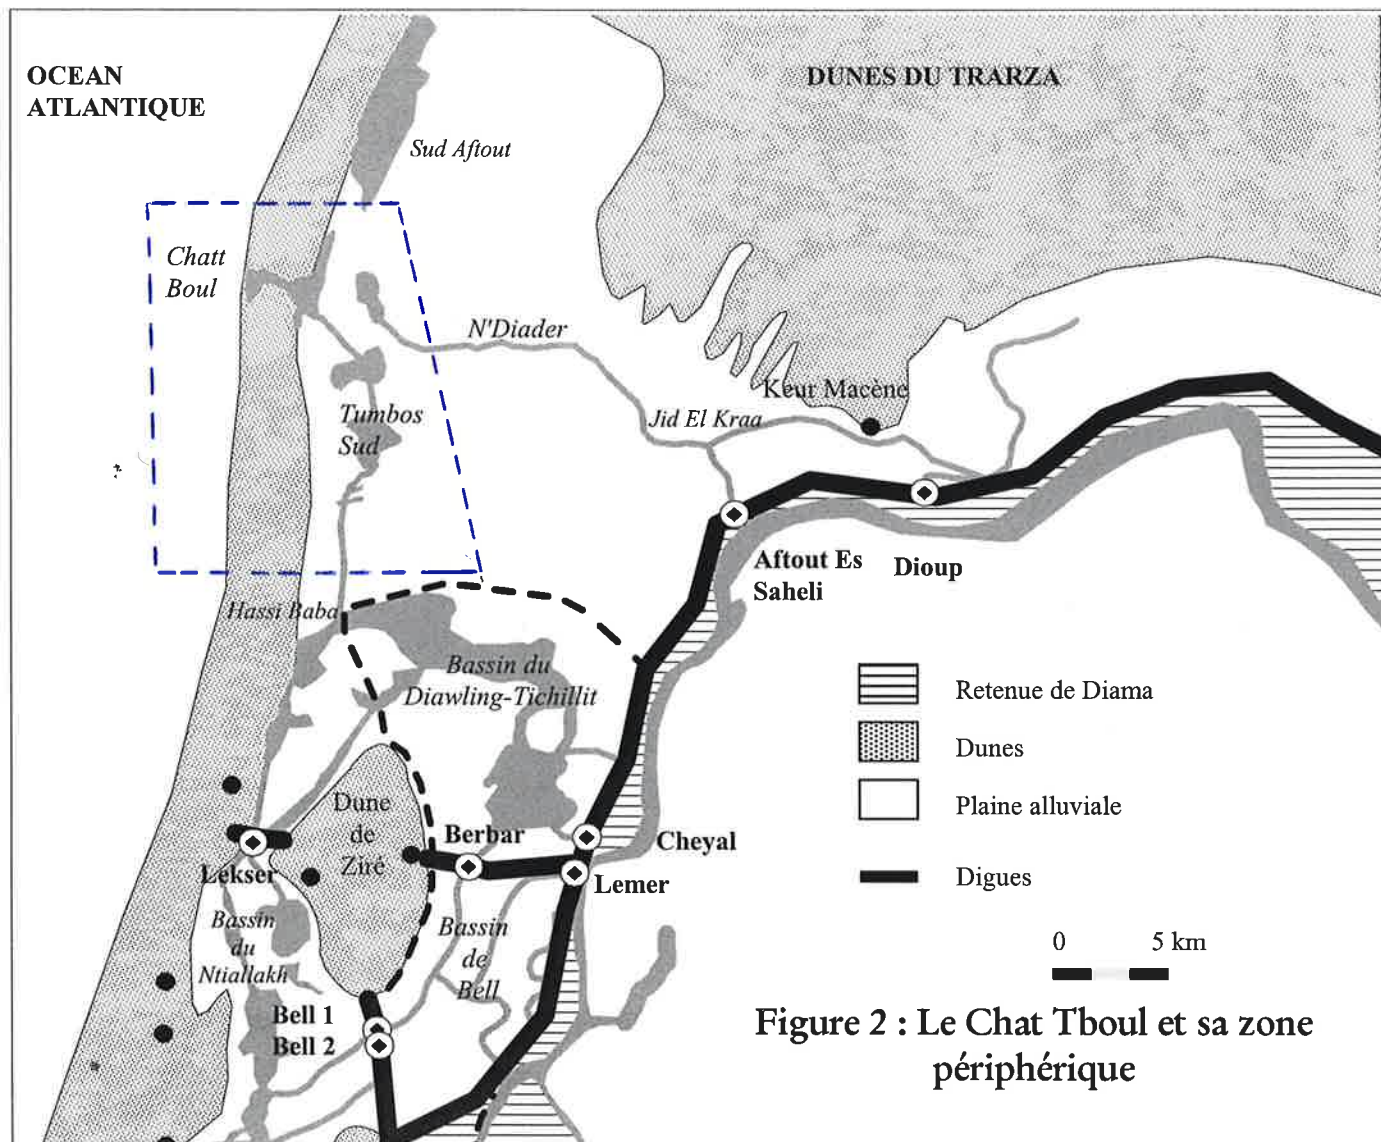 OCEAN
ATLANTIQUE
DUNES DU TRARZA
Sud Aftout
Chatt
Boul
N'Diader
Keur Macène
Tumbos
Sud
Jid El Kraa
Aftout Es
Saheli
Dioup
Hassi Baba
Bassin du
Diawling-Tichillit
Retenue de Diama
Dunes
Plaine alluviale
Digues
Dune
de
Ziré
Berbar
Cheyal
Lekser
Lemer
Bassin
du
Ntiallakh
Bassin
de
Bell
0 5 km
Bell 1
Bell 2
Figure 2 : Le Chat Tboul et sa zone
périphérique